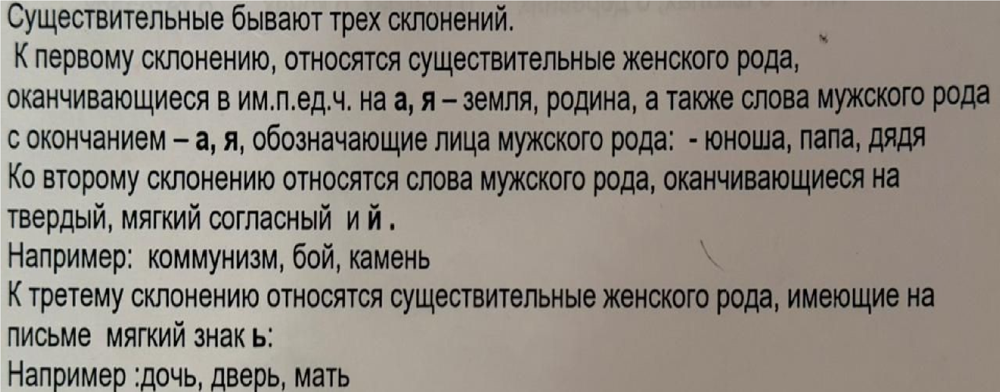 Существительные бывают трех склонений.
К первому склонению, относятся существительные женского рода,
оканчивающиеся в им.п.ед.ч. на а, я – земля, родина, а также слова мужского рода
с окончанием – а, я, обозначающие лица мужского рода: - юноша, папа, дядя
Ко второму склонению относятся слова мужского рода, оканчивающиеся на
твердый, мягкий согласный и й .
Например: коммунизм, бой, камень
К третему склонению относятся существительные женского рода, имеющие на
письме мягкий знак ь:
Например :дочь, дверь, мать